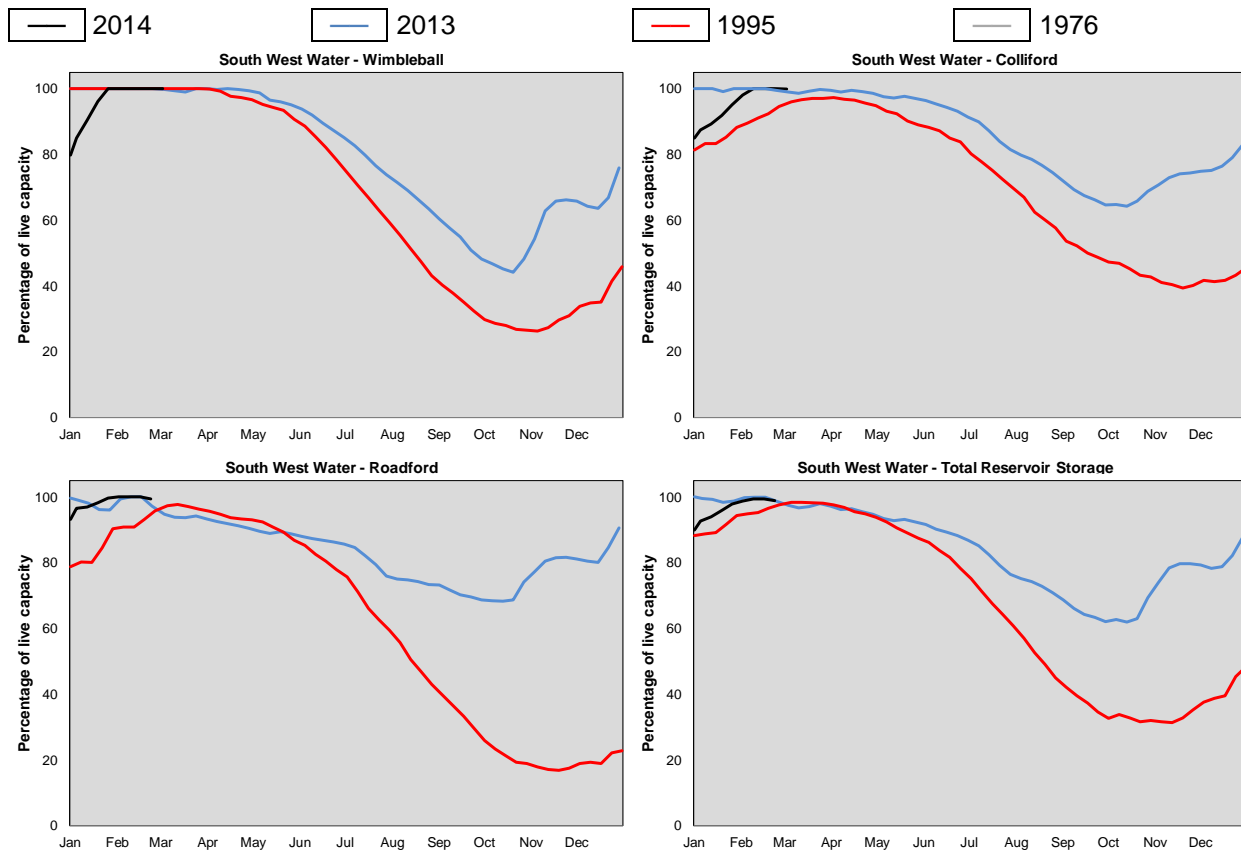 2014 2013 1995 1976
South West Water - Wimbleball
Percentage of live capacity
100
80
60
40
20
0
Jan Feb Mar Apr May Jun Jul Aug Sep Oct Nov Dec
South West Water - Colliford
Percentage of live capacity
100
80
60
40
20
0
Jan Feb Mar Apr May Jun Jul Aug Sep Oct Nov Dec
South West Water - Roadford
Percentage of live capacity
100
80
60
40
20
0
Jan Feb Mar Apr May Jun Jul Aug Sep Oct Nov Dec
South West Water - Total Reservoir Storage
Percentage of live capacity
100
80
60
40
20
0
Jan Feb Mar Apr May Jun Jul Aug Sep Oct Nov Dec